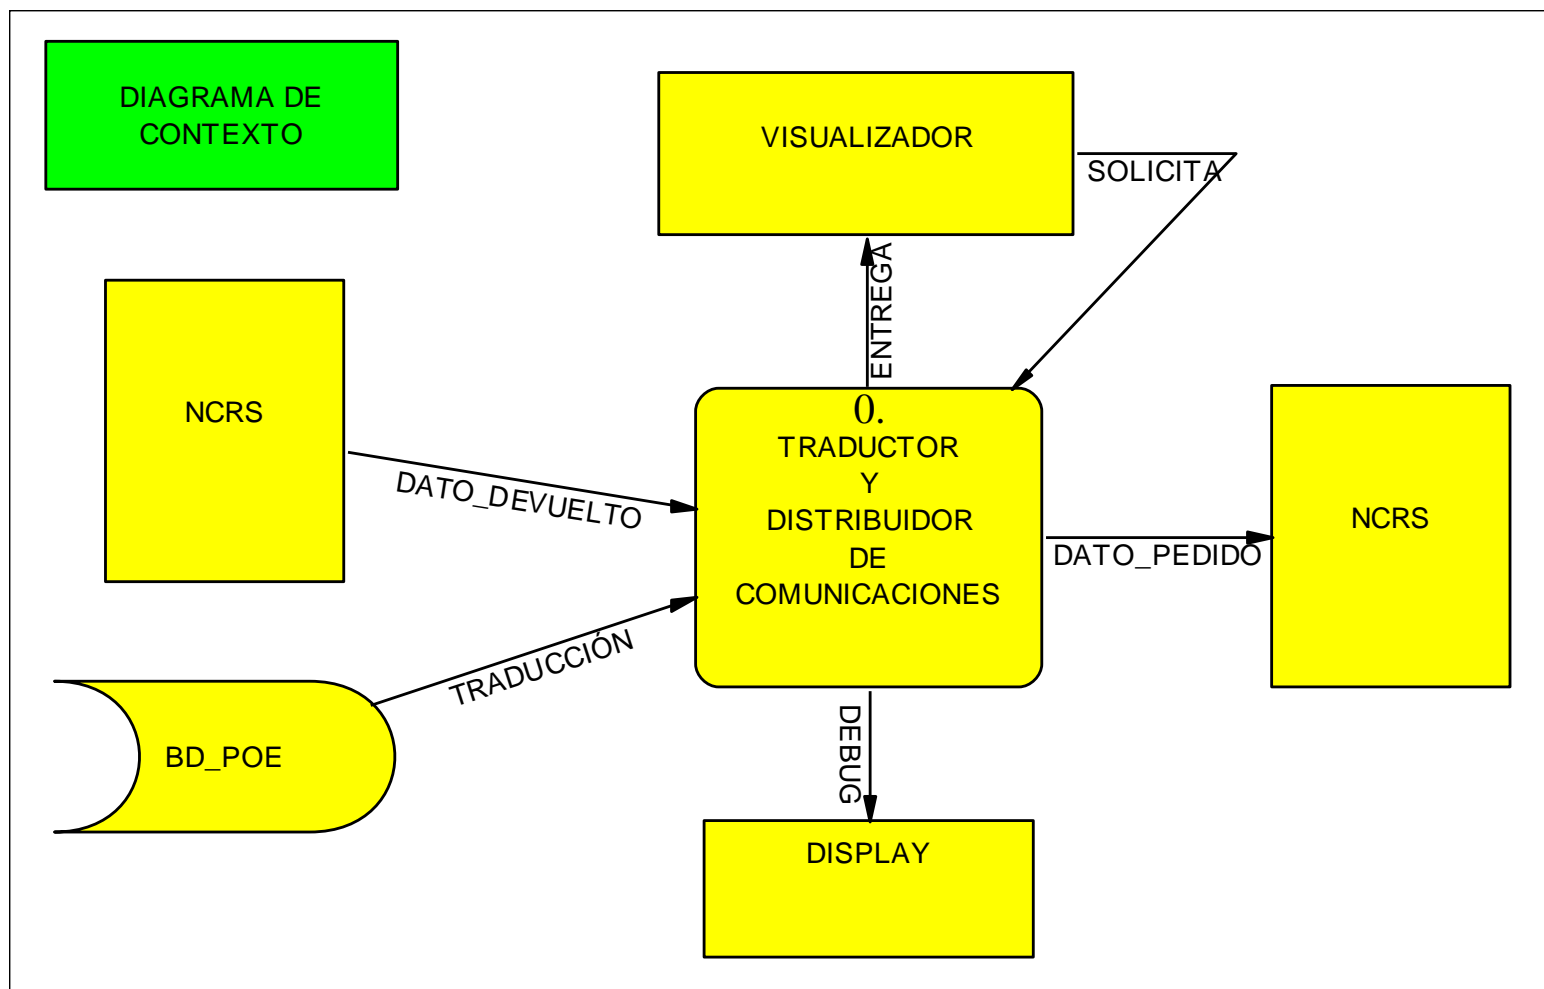 DIAGRAMA DE
CONTEXTO
VISUALIZADOR
SOLICITA
ENTREGA
NCRS
DATO_DEVUELTO
0.
TRADUCTOR
Y
DISTRIBUIDOR
DE
COMUNICACIONES
DATO_PEDIDO
NCRS
TRADUCCIÓN
BD_POE
DEBUG
DISPLAY